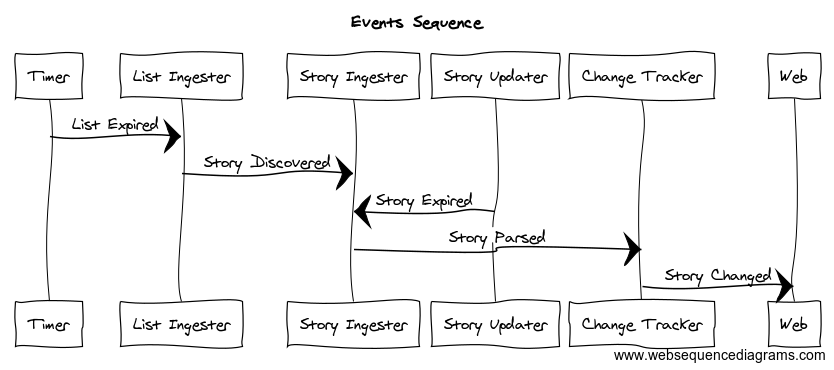 Events Sequence
Timer
List Ingester
Story Ingester
Story Updater
Change Tracker
Web
List Expired
Story Discovered
Story Expired
Story Parsed
Story Changed
Timer
List Ingester
Story Ingester
Story Updater
Change Tracker
Web
www.websequencediagrams.com